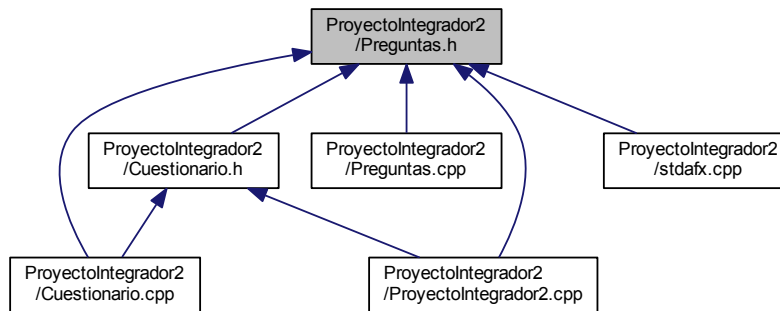 ProyectoIntegrador2
/Preguntas.h
ProyectoIntegrador2
/Cuestionario.h
ProyectoIntegrador2
/Preguntas.cpp
ProyectoIntegrador2
/stdafx.cpp
ProyectoIntegrador2
/Cuestionario.cpp
ProyectoIntegrador2
/ProyectoIntegrador2.cpp